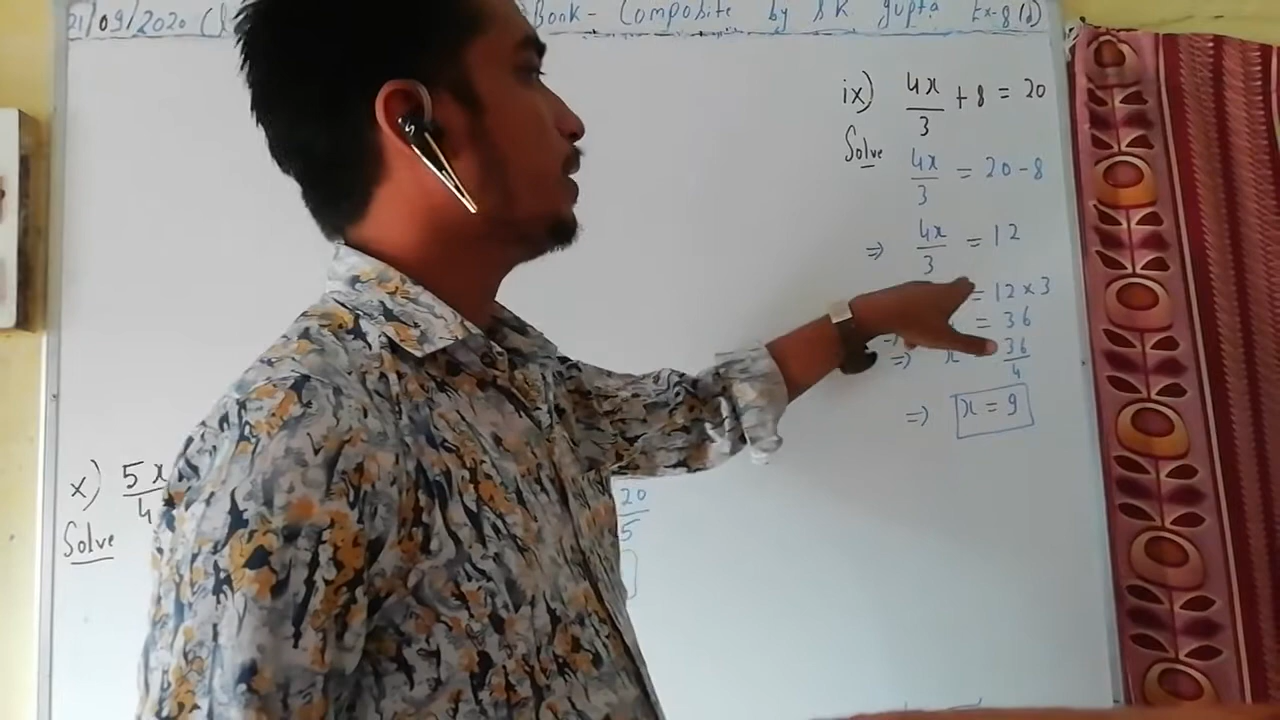 21/09/2020
Book - Composite by S K Gupta Ex-8(d)
ix) 4x/3 + 8 = 20
Solve 4x/3 = 20 - 8
⇒ 4x/3 = 12
= 12 × 3
= 36
⇒ x 36/4
⇒ x = 9
x) 5x/4
Solve
20/5